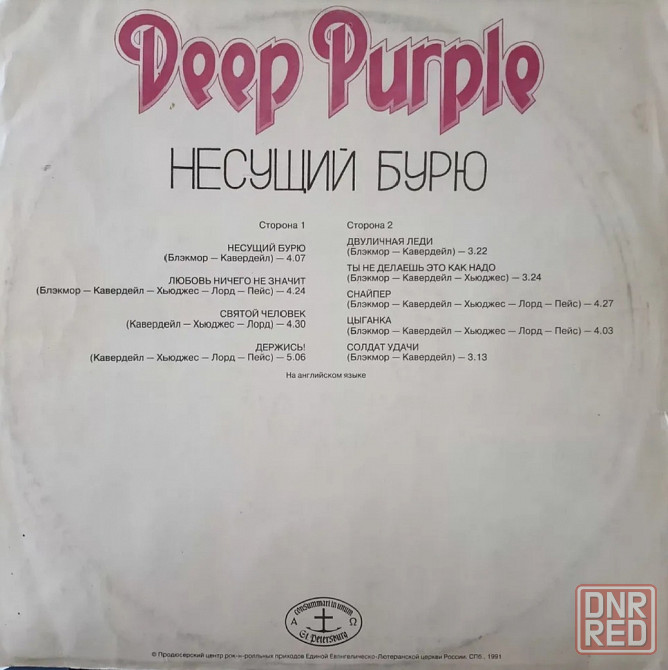 Deep Purple
НЕСУЩИЙ БУРЮ
Сторона 1
НЕСУЩИЙ БУРЮ
(Блэкмор — Кавердейл) — 4.07
ЛЮБОВЬ НИЧЕГО НЕ ЗНАЧИТ
(Блэкмор — Кавердейл — Хьюджес — Лорд — Пейс) — 4.24
СВЯТОЙ ЧЕЛОВЕК
(Кавердейл — Хьюджес — Лорд) — 4.30
ДЕРЖИСЬ!
(Кавердейл — Хьюджес — Лорд — Пейс) — 5.06
Сторона 2
ДВУЛИЧНАЯ ЛЕДИ
(Блэкмор — Кавердейл) — 3.22
ТЫ НЕ ДЕЛАЕШЬ ЭТО КАК НАДО
(Блэкмор — Кавердейл — Хьюджес) — 3.24
СНАЙПЕР
(Блэкмор — Кавердейл — Хьюджес — Лорд — Пейс) — 4.27
ЦЫГАНКА
(Блэкмор — Кавердейл — Хьюджес — Лорд — Пейс) — 4.03
СОЛДАТ УДАЧИ
(Блэкмор — Кавердейл) — 3.13
На английском языке
consummati in unum
А Ω
St. Petersburg
© Продюсерский центр рок-н-ролльных приходов Единой Евангелическо-Лютеранской церкви России. СПб., 1991
DNR
RED